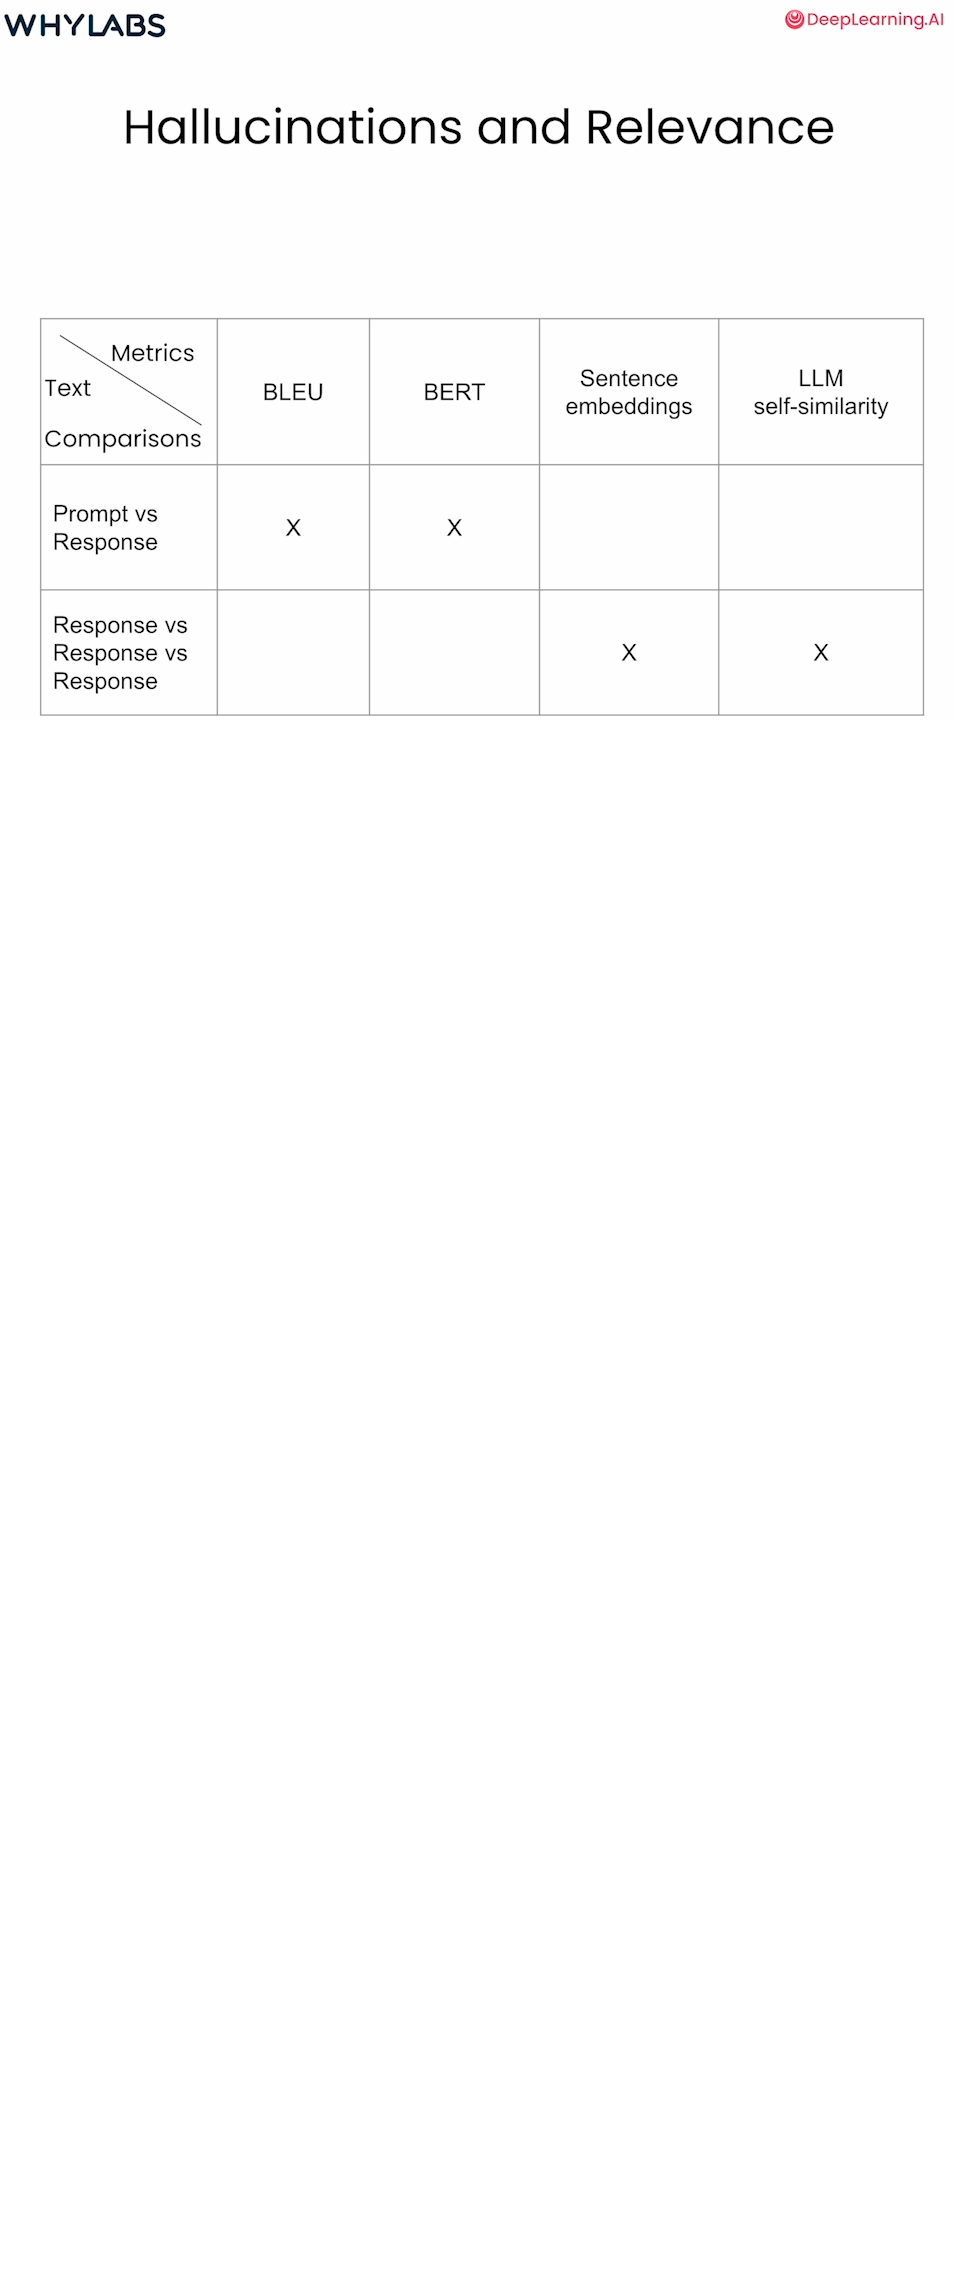 WHYLABS
DeepLearning.AI
Hallucinations and Relevance
Metrics
Text
Comparisons
BLEU
BERT
Sentence
embeddings
LLM
self-similarity
Prompt vs
Response
X
X
Response vs
Response vs
Response
X
X